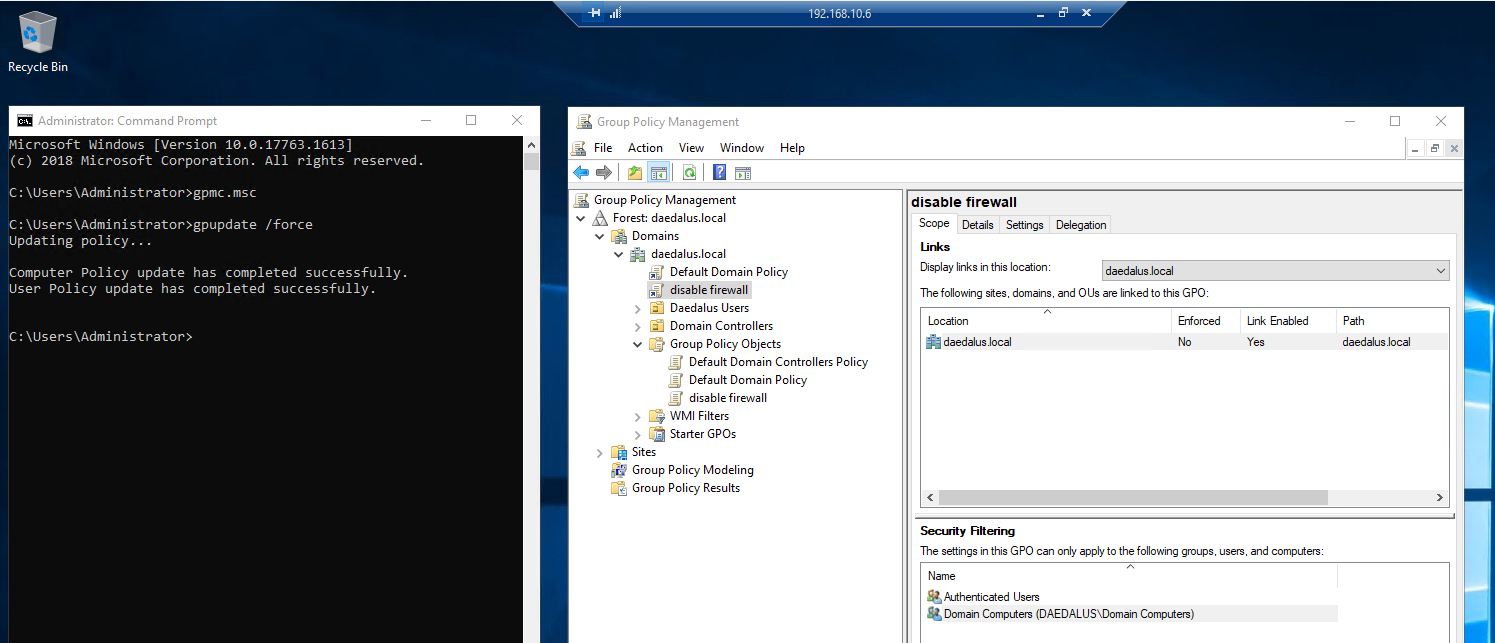 192.168.10.6
Recycle Bin
Administrator: Command Prompt
Microsoft Windows [Version 10.0.17763.1613]
(c) 2018 Microsoft Corporation. All rights reserved.
C:\Users\Administrator>gpmc.msc
C:\Users\Administrator>gpupdate /force
Updating policy...
Computer Policy update has completed successfully.
User Policy update has completed successfully.
C:\Users\Administrator>
Group Policy Management
File Action View Window Help
Group Policy Management
Forest: daedalus.local
Domains
daedalus.local
Default Domain Policy
disable firewall
Daedalus Users
Domain Controllers
Group Policy Objects
Default Domain Controllers Policy
Default Domain Policy
disable firewall
WMI Filters
Starter GPOs
Sites
Group Policy Modeling
Group Policy Results
disable firewall
Scope Details Settings Delegation
Links
Display links in this location: daedalus.local
The following sites, domains, and OUs are linked to this GPO:
Location Enforced Link Enabled Path
daedalus.local No Yes daedalus.local
Security Filtering
The settings in this GPO can only apply to the following groups, users, and computers:
Name
Authenticated Users
Domain Computers (DAEDALUS\Domain Computers)